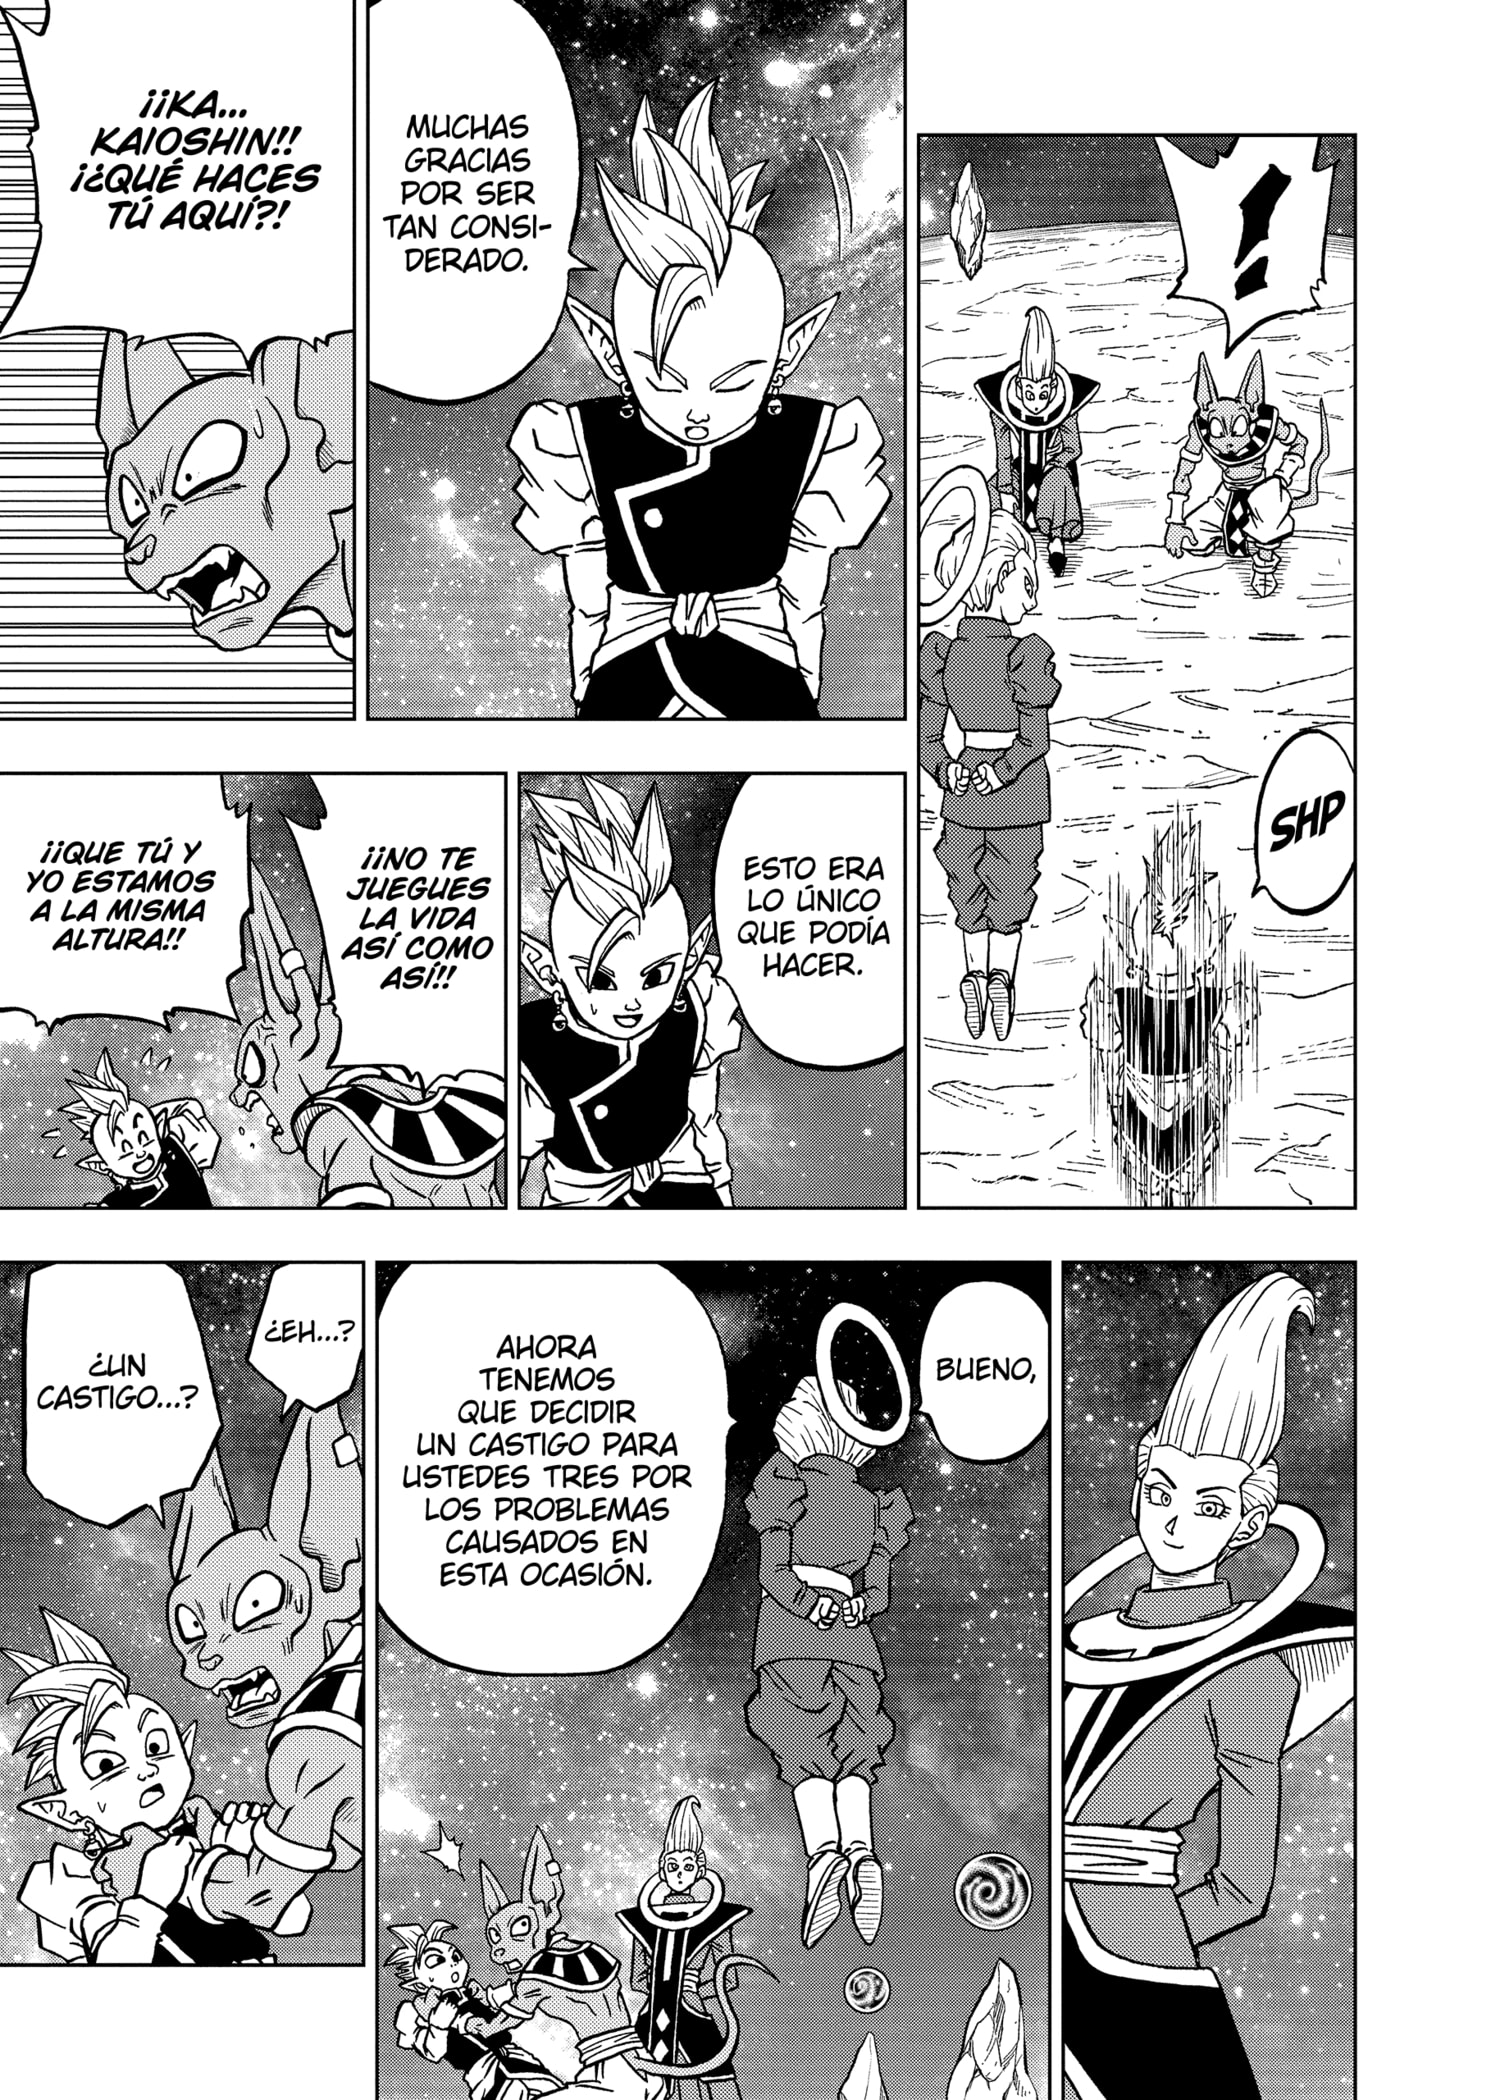 !
SHP
MUCHAS
GRACIAS
POR SER
TAN CONSI-
DERADO.
¡¡KA...
KAIOSHIN!!
¡¿QUÉ HACES
TÚ AQUÍ?!
ESTO ERA
LO ÚNICO
QUE PODÍA
HACER.
¡¡NO TE
JUEGUES
LA VIDA
ASÍ COMO
ASÍ!!
¡¡QUE TÚ Y
YO ESTAMOS
A LA MISMA
ALTURA!!
BUENO,
AHORA
TENEMOS
QUE DECIDIR
UN CASTIGO PARA
USTEDES TRES POR
LOS PROBLEMAS
CAUSADOS EN
ESTA OCASIÓN.
¿EH...?
¿UN
CASTIGO...?